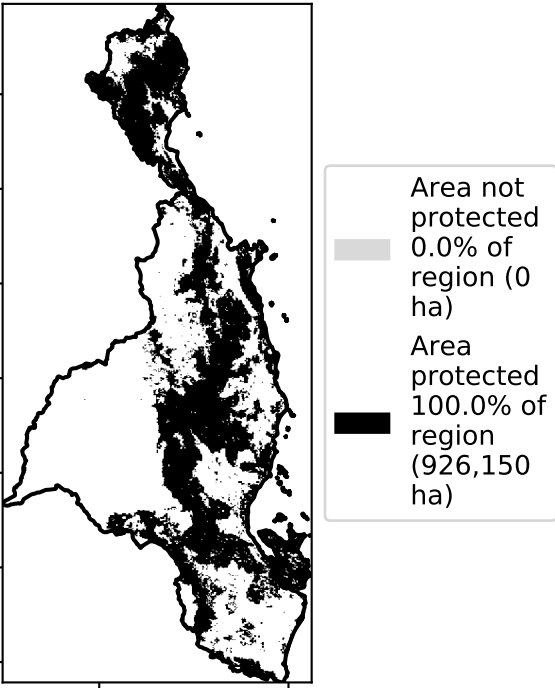 Area not
protected
0.0% of
region (0
ha)
Area
protected
100.0% of
region
(926,150
ha)